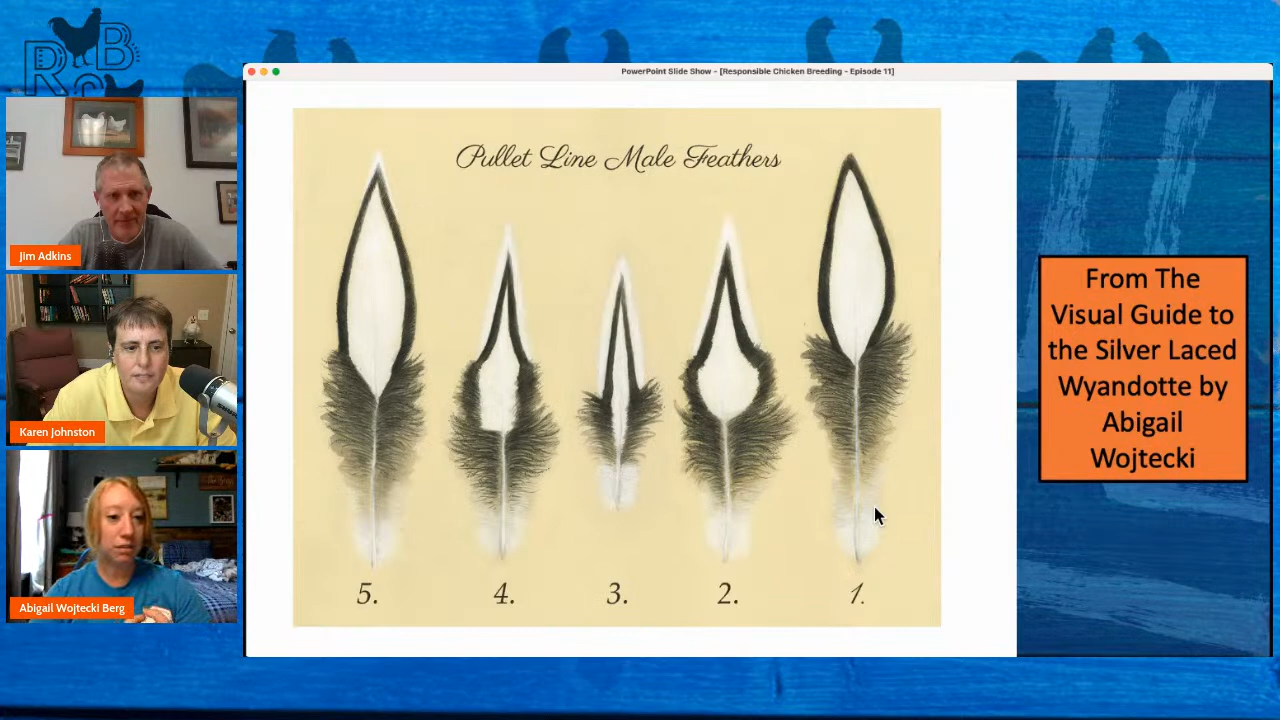 RCB
PowerPoint Slide Show - [Responsible Chicken Breeding - Episode 11]
Pullet Line Male Feathers
5. 4. 3. 2. 1.
From The
Visual Guide to
the Silver Laced
Wyandotte by
Abigail
Wojtecki
Jim Adkins
Karen Johnston
Abigail Wojtecki Berg